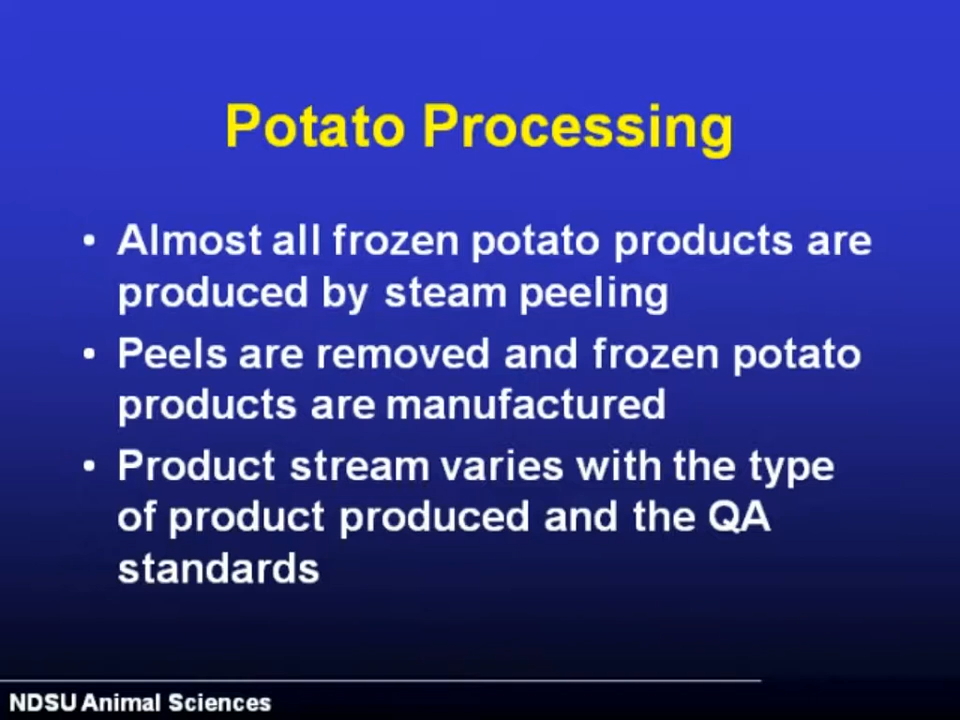 Potato Processing
• Almost all frozen potato products are
produced by steam peeling
• Peels are removed and frozen potato
products are manufactured
• Product stream varies with the type
of product produced and the QA
standards
NDSU Animal Sciences